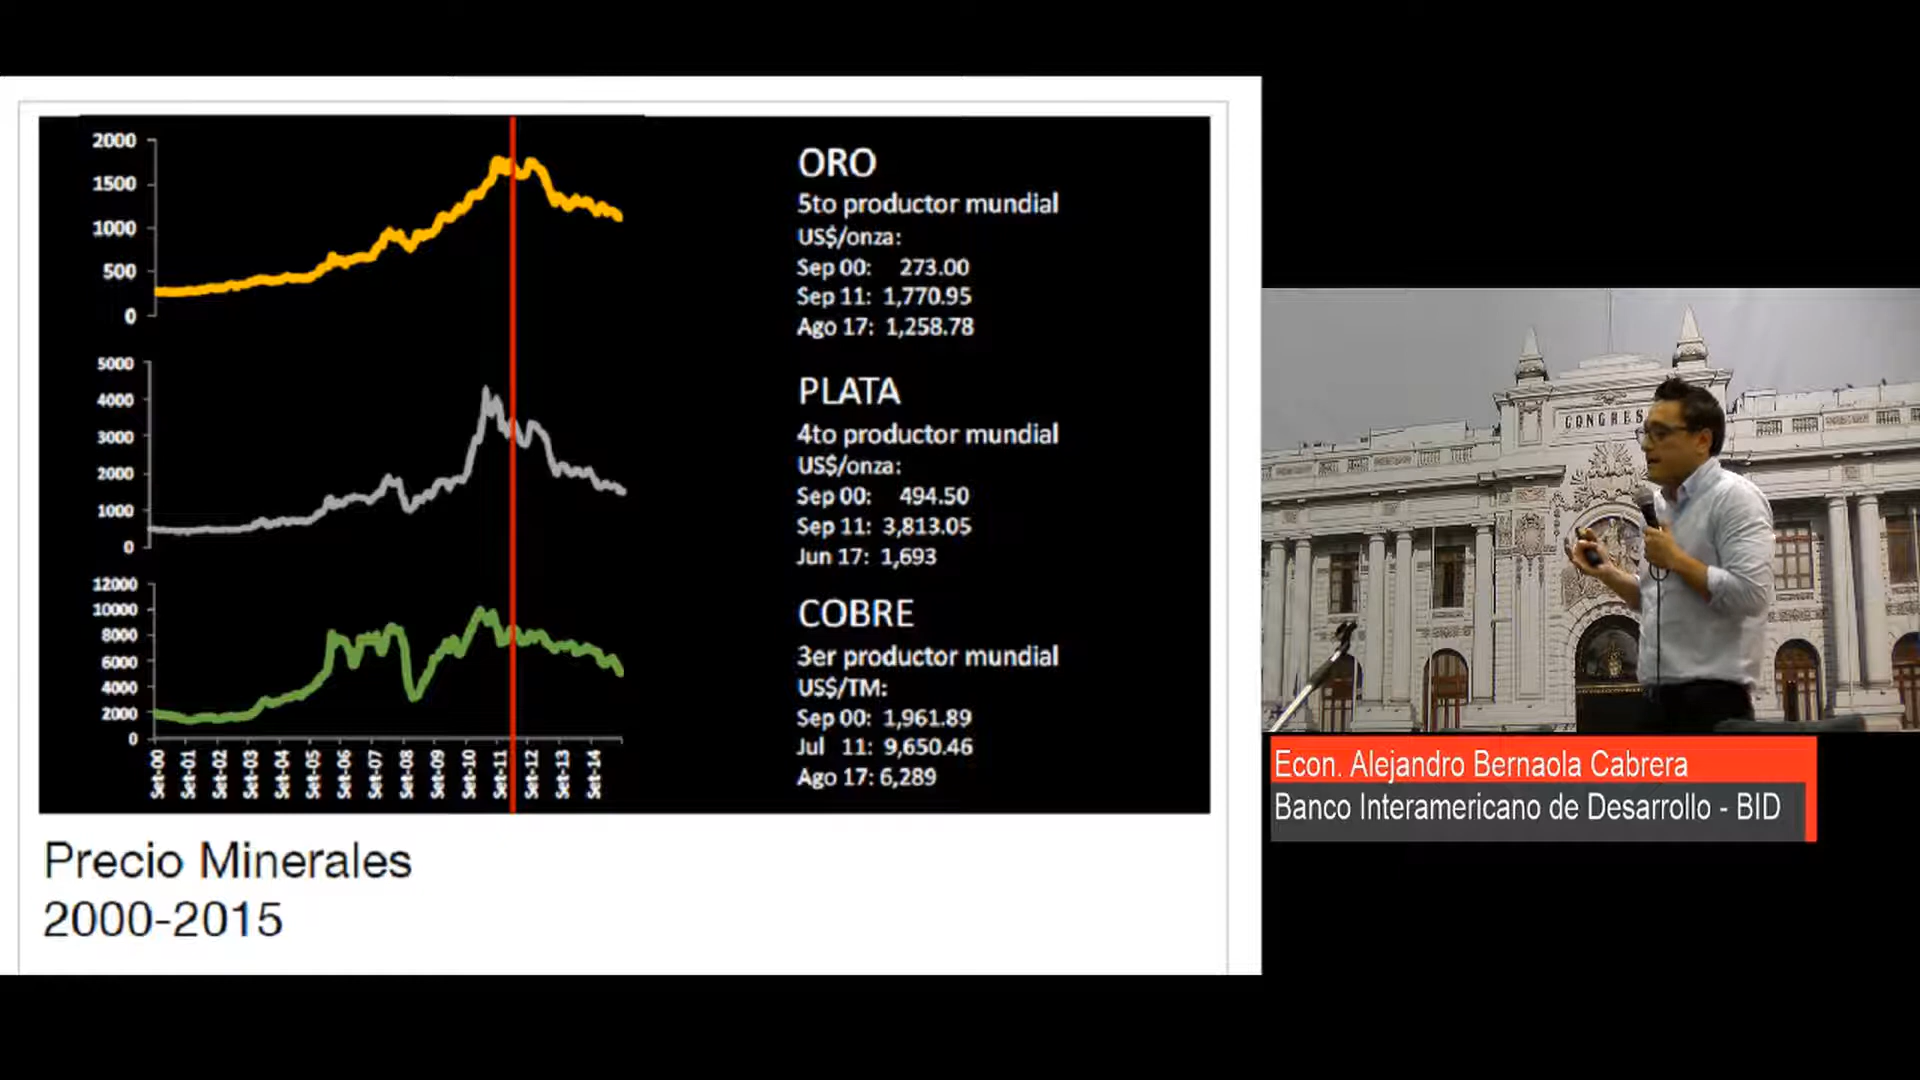 2000
1500
1000
500
0
5000
4000
3000
2000
1000
0
12000
10000
8000
6000
4000
2000
0
Set-00 Set-01 Set-02 Set-03 Set-04 Set-05 Set-06 Set-07 Set-08 Set-09 Set-10 Set-11 Set-12 Set-13 Set-14
ORO
5to productor mundial
US$/onza:
Sep 00: 273.00
Sep 11: 1,770.95
Ago 17: 1,258.78
PLATA
4to productor mundial
US$/onza:
Sep 00: 494.50
Sep 11: 3,813.05
Jun 17: 1,693
COBRE
3er productor mundial
US$/TM:
Sep 00: 1,961.89
Jul 11: 9,650.46
Ago 17: 6,289
Precio Minerales
2000-2015
CONGRES
Econ. Alejandro Bernaola Cabrera
Banco Interamericano de Desarrollo - BID